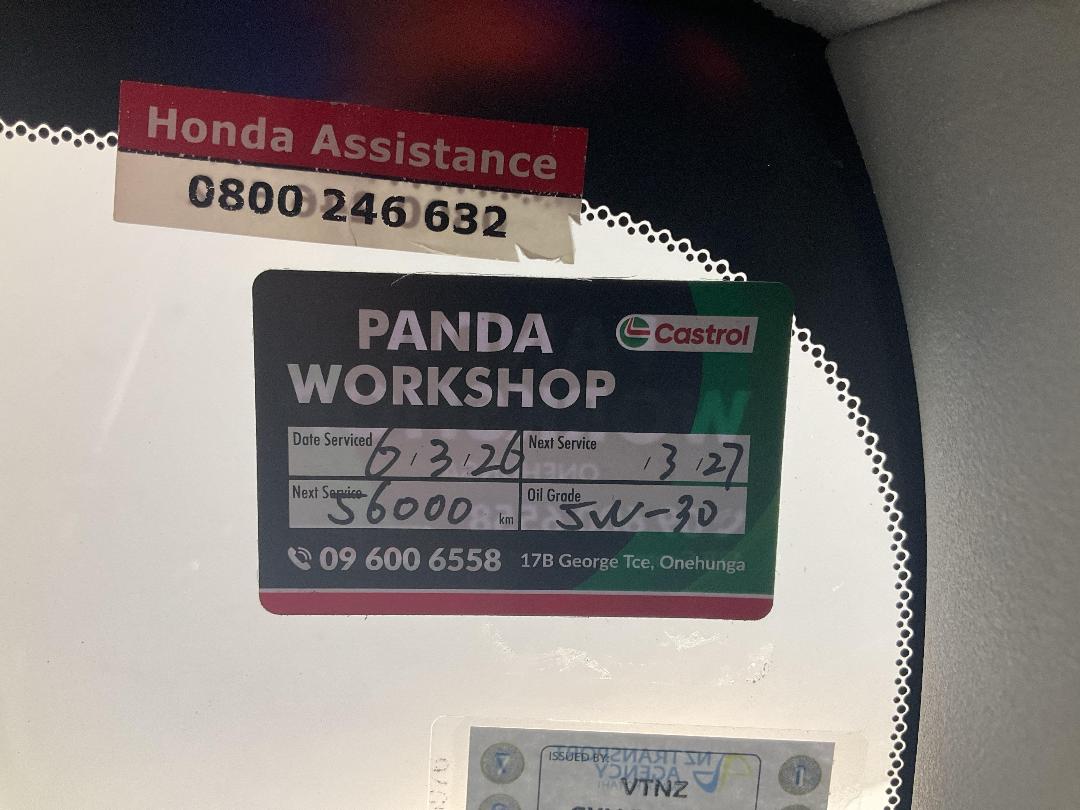 Honda Assistance
0800 246 632
PANDA
WORKSHOP
Castrol
Date Serviced 6.3.26
Next Service .3.27
Next Service 56000 km
Oil Grade 5W-30
09 600 6558 17B George Tce, Onehunga
ISSUED BY:
NZ TRANSPORT
AGENCY
VTNZ